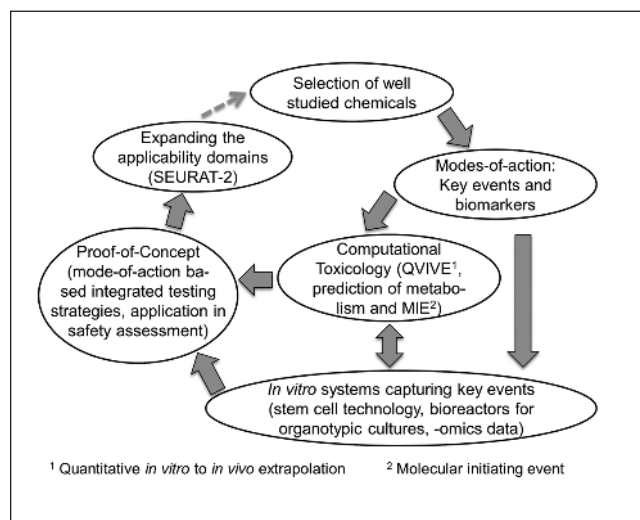 Selection of well
studied chemicals
Expanding the
applicability domains
(SEURAT-2)
Modes-of-action:
Key events and
biomarkers
Proof-of-Concept
(mode-of-action ba-
sed integrated testing
strategies, application in
safety assessment)
Computational
Toxicology (QVIVE¹,
prediction of metabo-
lism and MIE²)
In vitro systems capturing key events
(stem cell technology, bioreactors for
organotypic cultures, -omics data)
¹ Quantitative in vitro to in vivo extrapolation
² Molecular initiating event